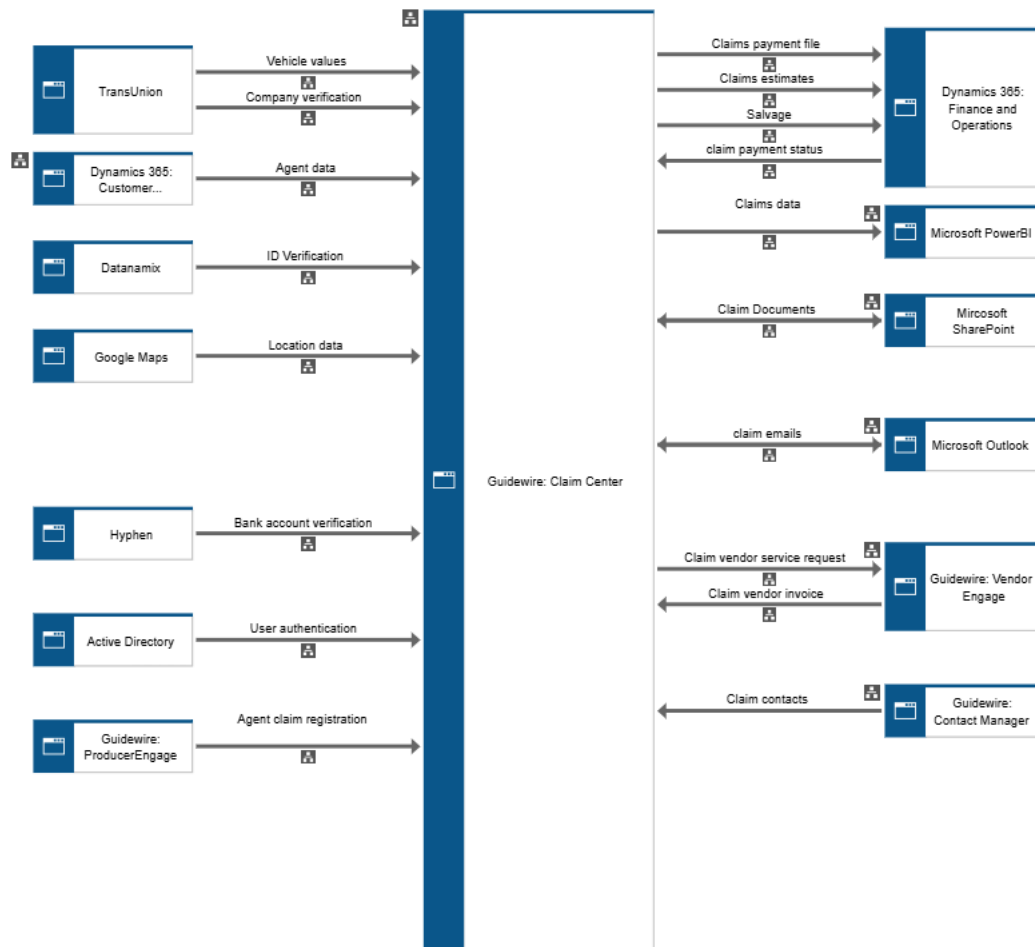 Vehicle values
TransUnion
Company verification
Dynamics 365:
Customer...
Agent data
Datanamix
ID Verification
Google Maps
Location data
Hyphen
Bank account verification
Active Directory
User authentication
Guidewire:
ProducerEngage
Agent claim registration
Guidewire: Claim Center
Claims payment file
Claims estimates
Salvage
claim payment status
Dynamics 365:
Finance and
Operations
Claims data
Microsoft PowerBI
Claim Documents
Mircosoft
SharePoint
claim emails
Microsoft Outlook
Claim vendor service request
Claim vendor invoice
Guidewire: Vendor
Engage
Claim contacts
Guidewire:
Contact Manager